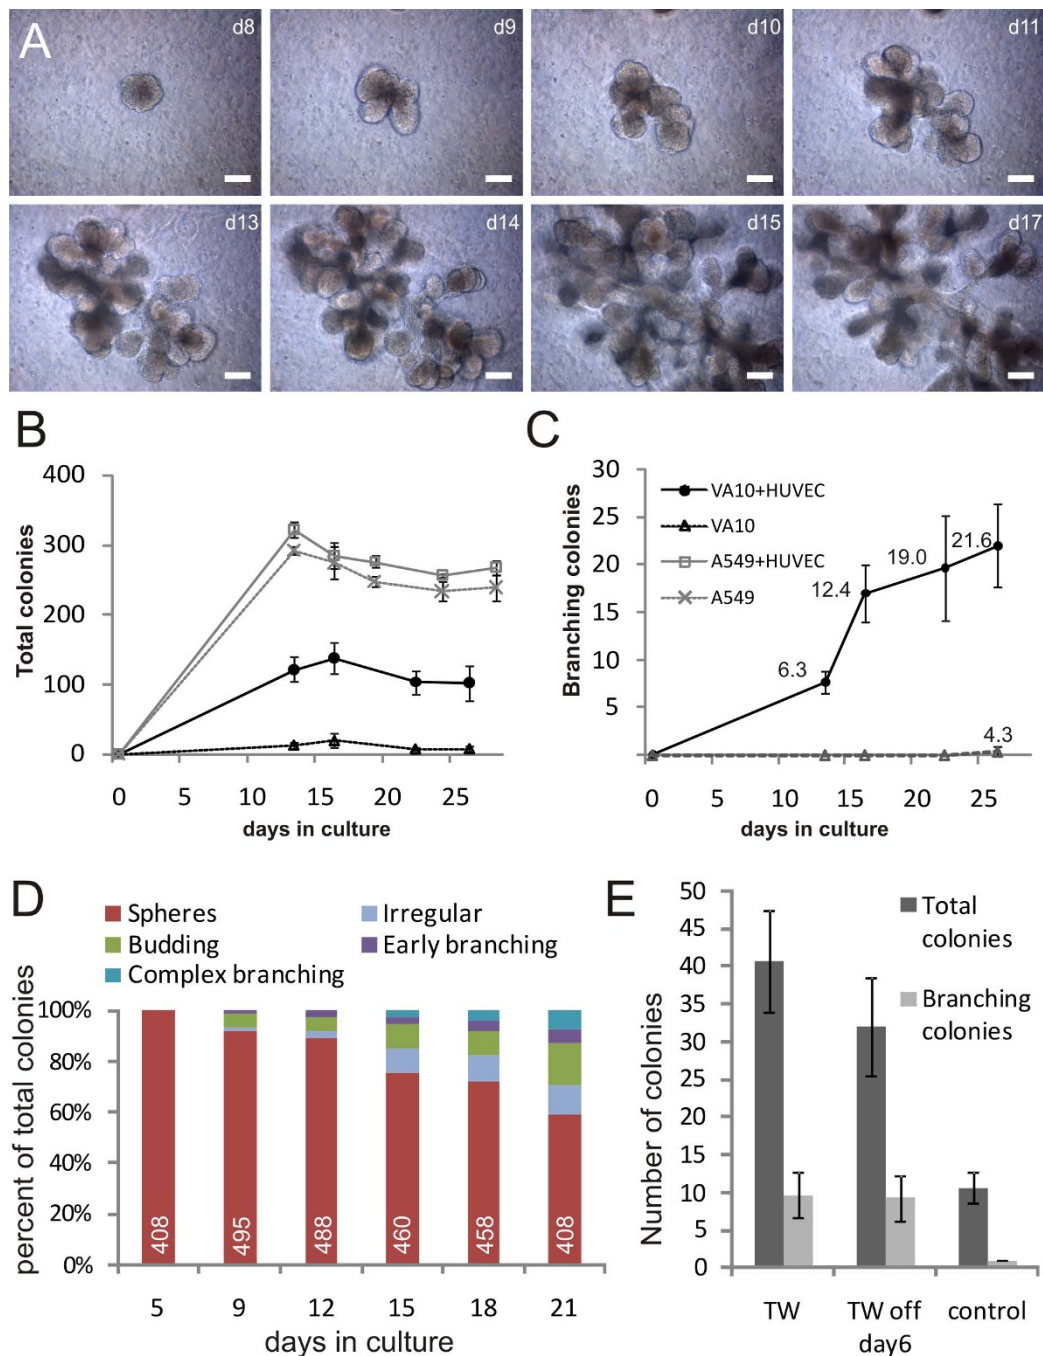 A
d8
d9
d10
d11
d13
d14
d15
d17
B
400
300
200
100
0
Total colonies
0 5 10 15 20 25
days in culture
C
30
25
20
15
10
5
Branching colonies
VA10+HUVEC
VA10
A549+HUVEC
A549
6.3
12.4
19.0
21.6
4.3
0 5 10 15 20 25
days in culture
D
Spheres
Irregular
Budding
Early branching
Complex branching
100%
80%
60%
40%
20%
0%
percent of total colonies
408
495
488
460
458
408
5 9 12 15 18 21
days in culture
E
50
45
40
35
30
25
20
15
10
5
0
Number of colonies
Total
colonies
Branching
colonies
TW
TW off
day6
control